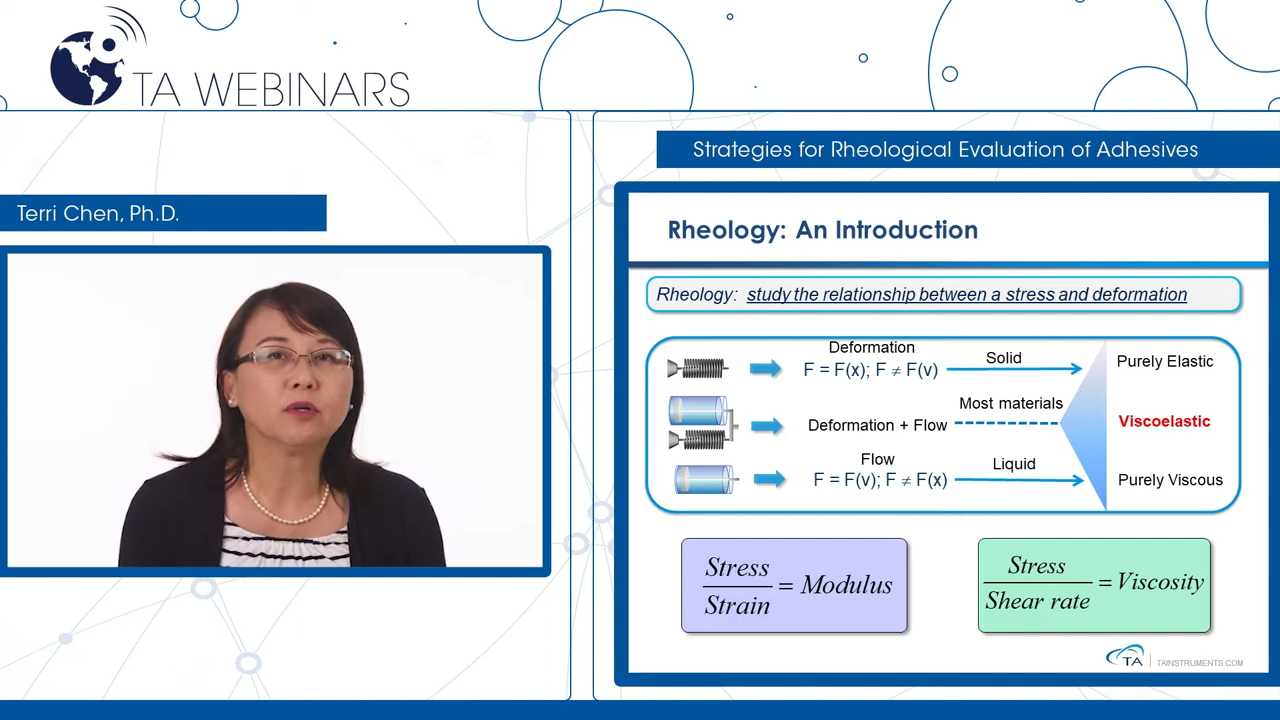 TA WEBINARS
Strategies for Rheological Evaluation of Adhesives
Terri Chen, Ph.D.
Rheology: An Introduction
Rheology: study the relationship between a stress and deformation
Deformation
F = F(x); F ≠ F(v)
Solid
Purely Elastic
Deformation + Flow
Most materials
Viscoelastic
Flow
F = F(v); F ≠ F(x)
Liquid
Purely Viscous
Stress
Strain
= Modulus
Stress
Shear rate
= Viscosity
TA
TAINSTRUMENTS.COM